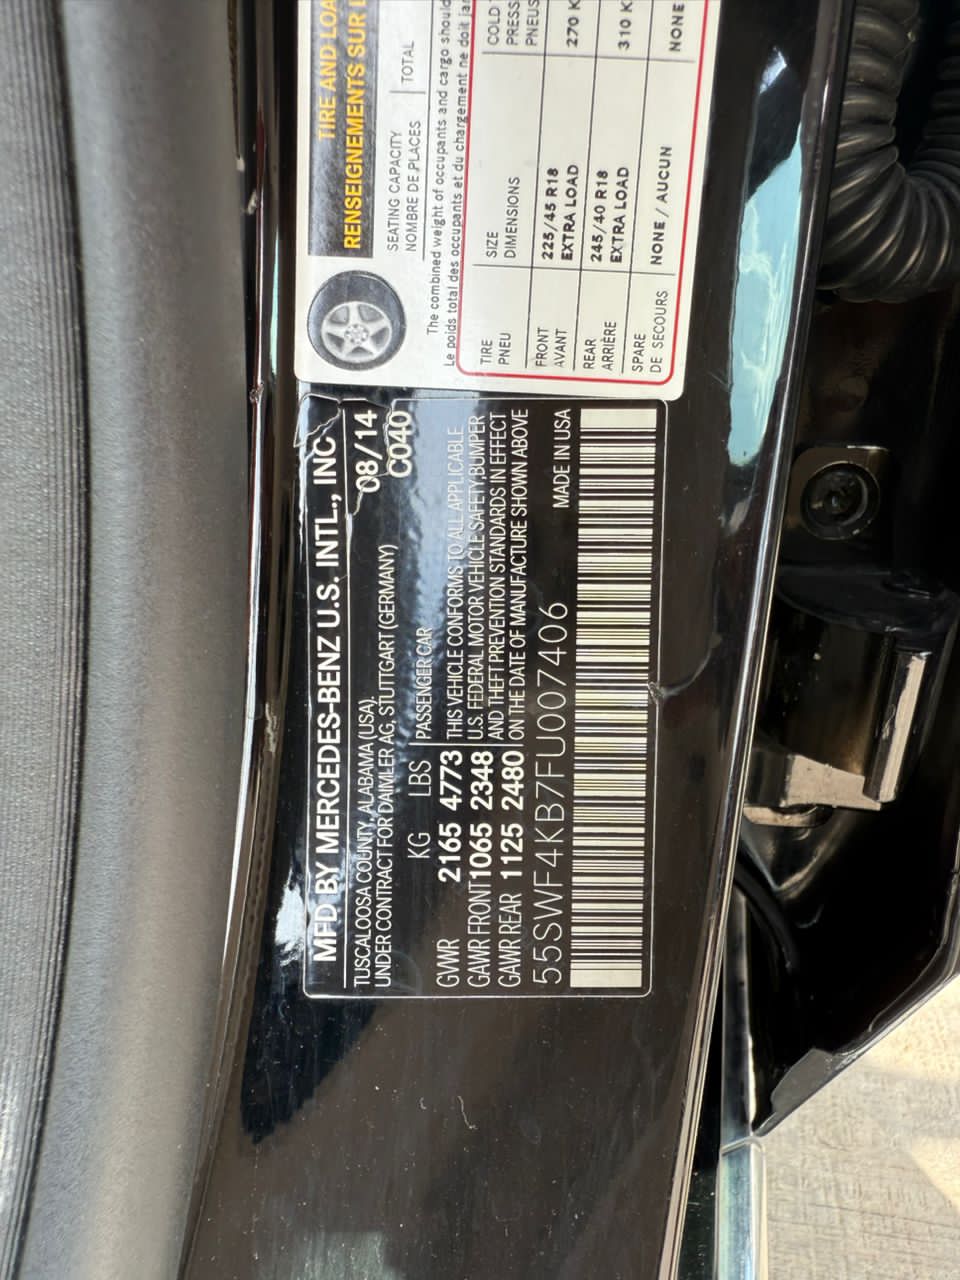 TIRE AND LOA
RENSEIGNEMENTS SUR L
SEATING CAPACITY
NOMBRE DE PLACES
TOTAL
The combined weight of occupants and cargo should
Le poids total des occupants et du chargement ne doit
TIRE
PNEU
SIZE
DIMENSIONS
COLD
PRESS
PNEUS
FRONT
AVANT
225/45 R18
EXTRA LOAD
270 K
REAR
ARRIÈRE
245/40 R18
EXTRA LOAD
310 K
SPARE
DE SECOURS
NONE / AUCUN
NONE
MFD BY MERCEDES-BENZ U.S. INTL., INC
TUSCALOOSA COUNTY, ALABAMA (USA).
08/14
UNDER CONTRACT FOR DAIMLER AG, STUTTGART (GERMANY)
C040
KG LBS PASSENGER CAR
GVWR 2165 4773 THIS VEHICLE CONFORMS TO ALL APPLICABLE
GAWR FRONT 1065 2348 U.S. FEDERAL MOTOR VEHICLE SAFETY,BUMPER
GAWR REAR 1125 2480 AND THEFT PREVENTION STANDARDS IN EFFECT
ON THE DATE OF MANUFACTURE SHOWN ABOVE
55SWF4KB7FU007406
MADE IN USA